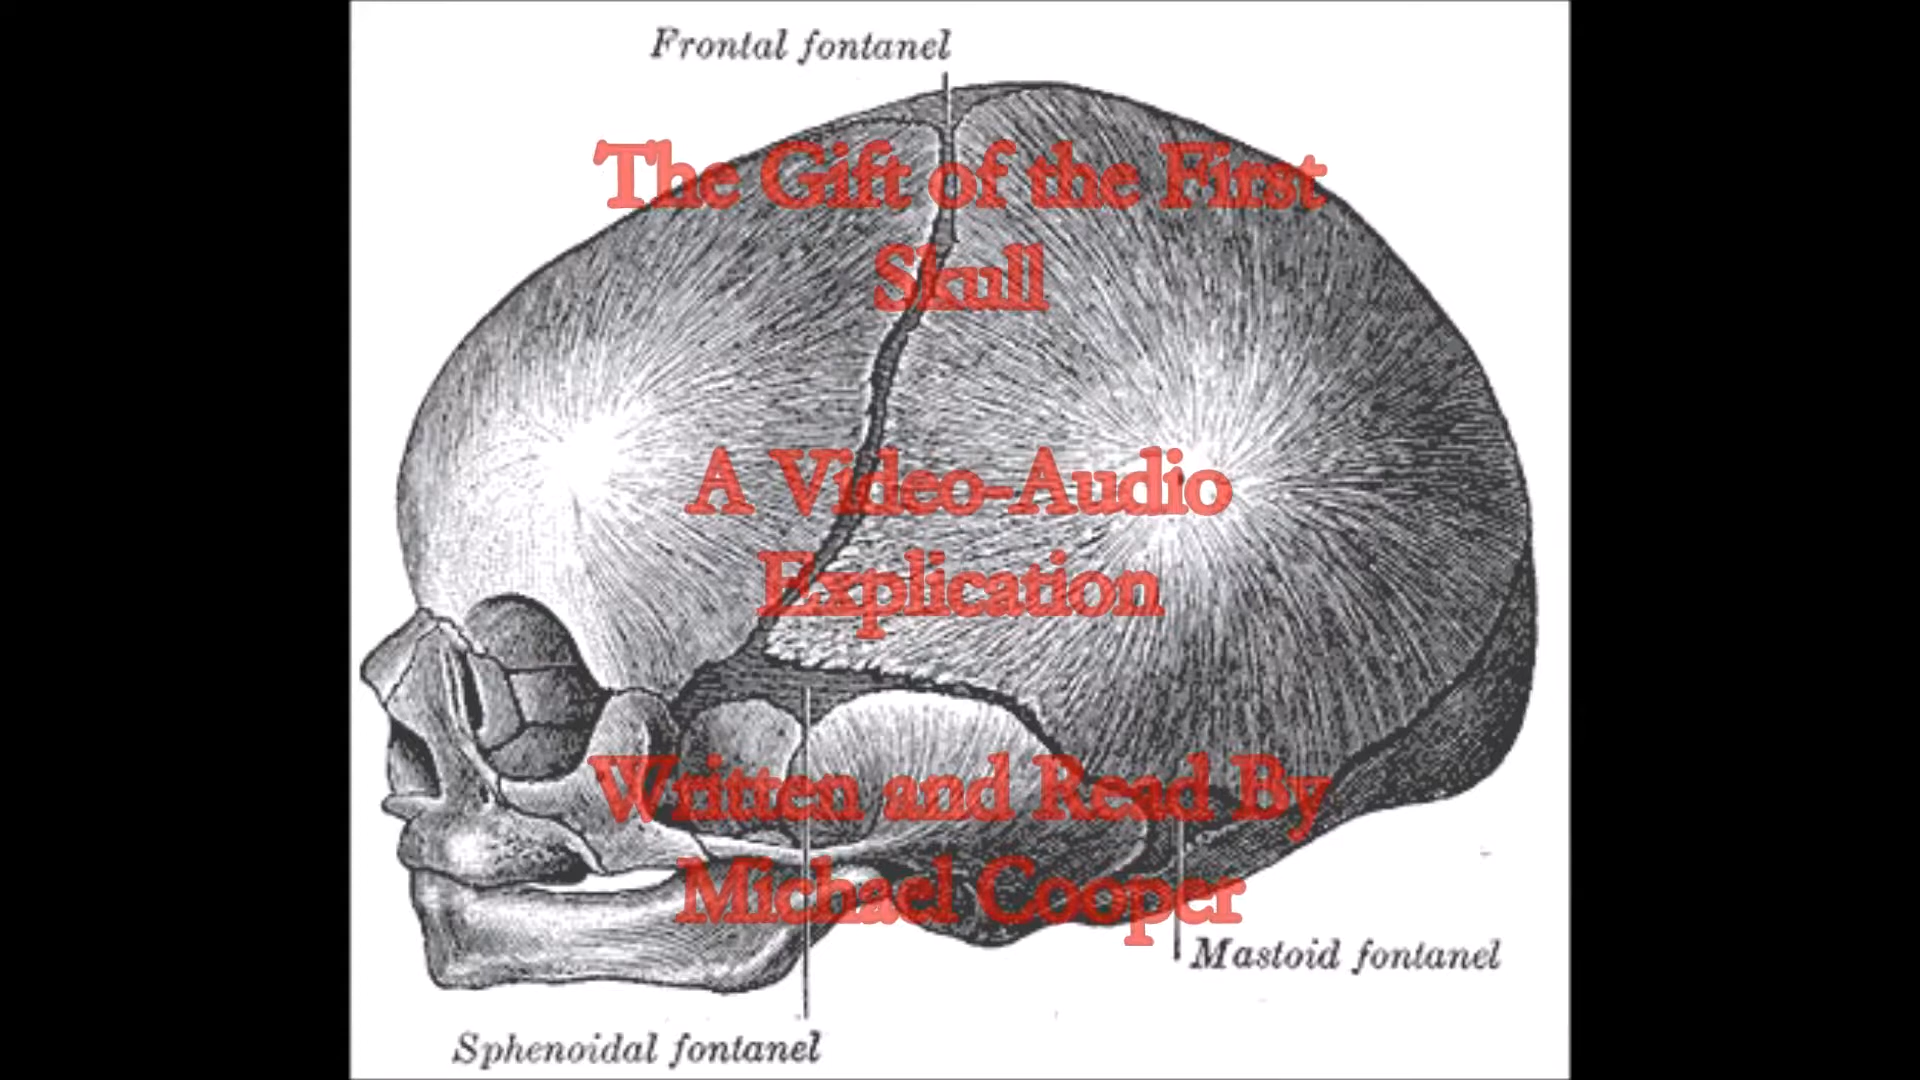 Frontal fontanel
The Gift of the First
Skull
A Video-Audio
Explication
Written and Read By
Michael Cooper
Mastoid fontanel
Sphenoidal fontanel